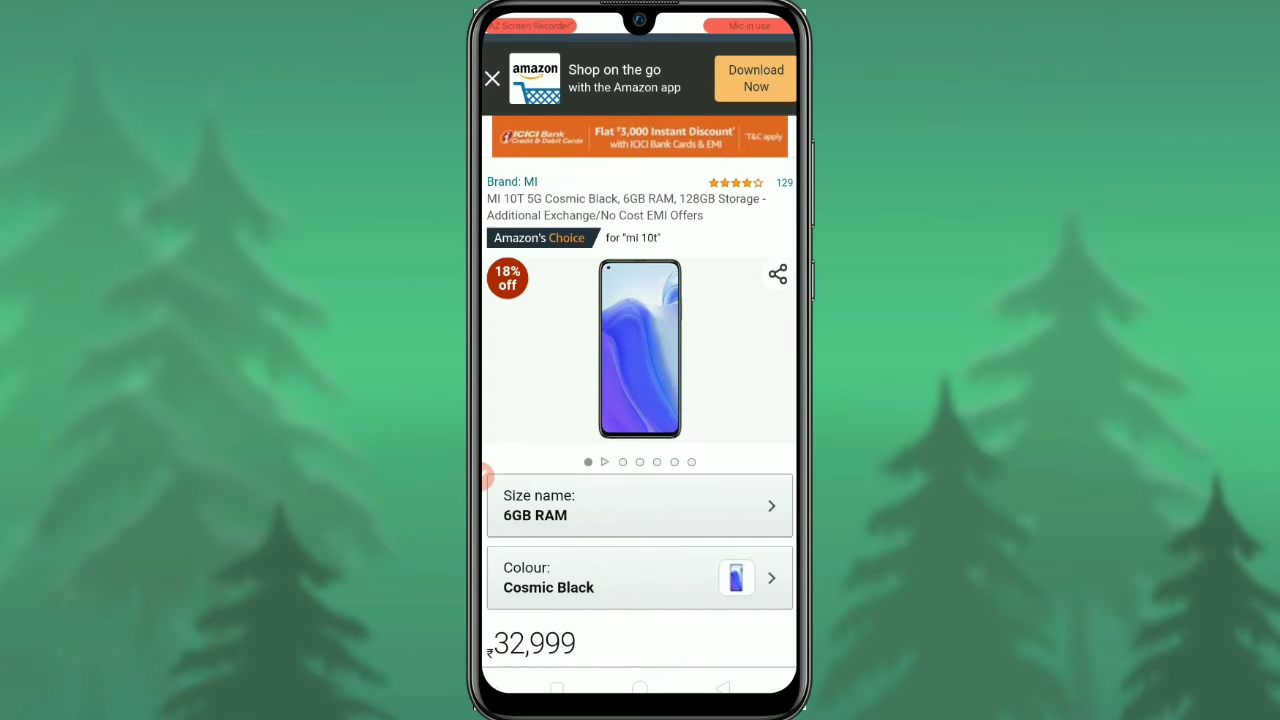 AZ Screen Recorder
Mic in use
amazon
Shop on the go
with the Amazon app
Download
Now
ICICI Bank
Credit & Debit Cards
Flat ₹3,000 Instant Discount*
with ICICI Bank Cards & EMI
*T&C apply
Brand: MI
129
MI 10T 5G Cosmic Black, 6GB RAM, 128GB Storage -
Additional Exchange/No Cost EMI Offers
Amazon's Choice for "mi 10t"
18%
off
Size name:
6GB RAM
Colour:
Cosmic Black
₹32,999